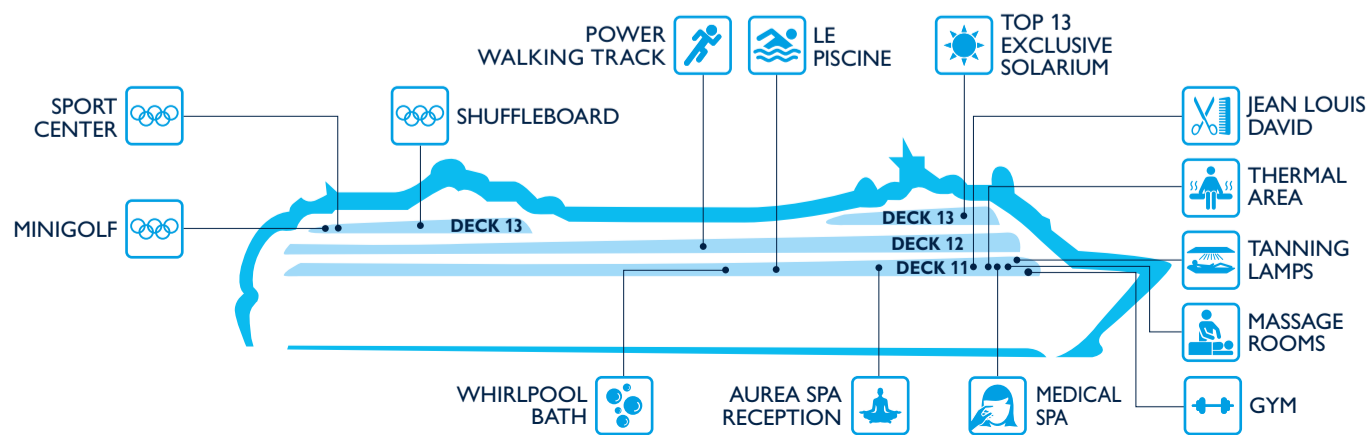 POWER
WALKING TRACK
LE
PISCINE
TOP 13
EXCLUSIVE
SOLARIUM
SPORT
CENTER
SHUFFLEBOARD
JEAN LOUIS
DAVID
THERMAL
AREA
MINIGOLF
DECK 13
DECK 13
DECK 12
DECK 11
TANNING
LAMPS
MASSAGE
ROOMS
WHIRLPOOL
BATH
AUREA SPA
RECEPTION
MEDICAL
SPA
GYM